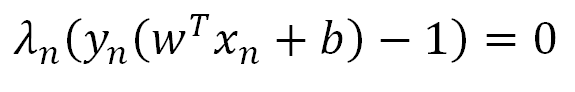 λₙ(yₙ(wᵀxₙ + b) − 1) = 0